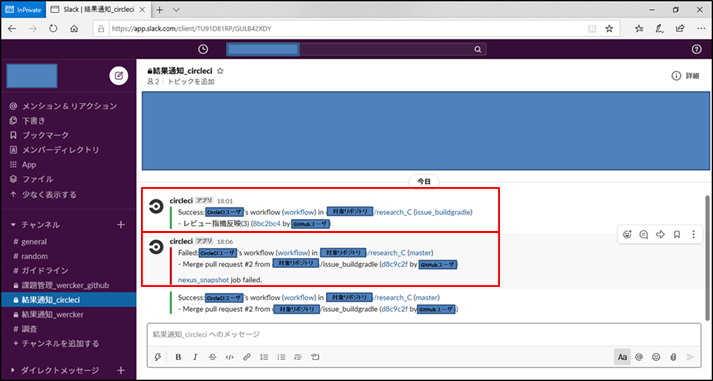 InPrivate
Slack | 結果通知_circleci
https://app.slack.com/client/TU91D81RP/GULB42XDY
メンション & リアクション
下書き
ブックマーク
メンバーディレクトリ
App
ファイル
少なく表示する
チャンネル
# general
# random
# ガイドライン
課題管理_wercker_github
結果通知_circleci
結果通知_wercker
# 調査
+ チャンネルを追加する
ダイレクトメッセージ
結果通知_circleci
2 | トピックを追加
詳細
今日
circleci アプリ 18:01
Success: CircleCIユーザ's workflow (workflow) in 対象リポジトリ/research_C (issue_buildgradle)
- レビュー指摘反映(3) (8bc2bc4 by GitHubユーザ)
circleci アプリ 18:06
Failed: CircleCIユーザ's workflow (workflow) in 対象リポジトリ/research_C (master)
- Merge pull request #2 from 対象リポジトリ/issue_buildgradle (d8c9c2f by GitHubユーザ)
nexus_snapshot job failed.
Success: CircleCIユーザ's workflow (workflow) in 対象リポジトリ/research_C (master)
- Merge pull request #2 from 対象リポジトリ/issue_buildgradle (d8c9c2f by GitHubユーザ)
結果通知_circleci へのメッセージ
Aa